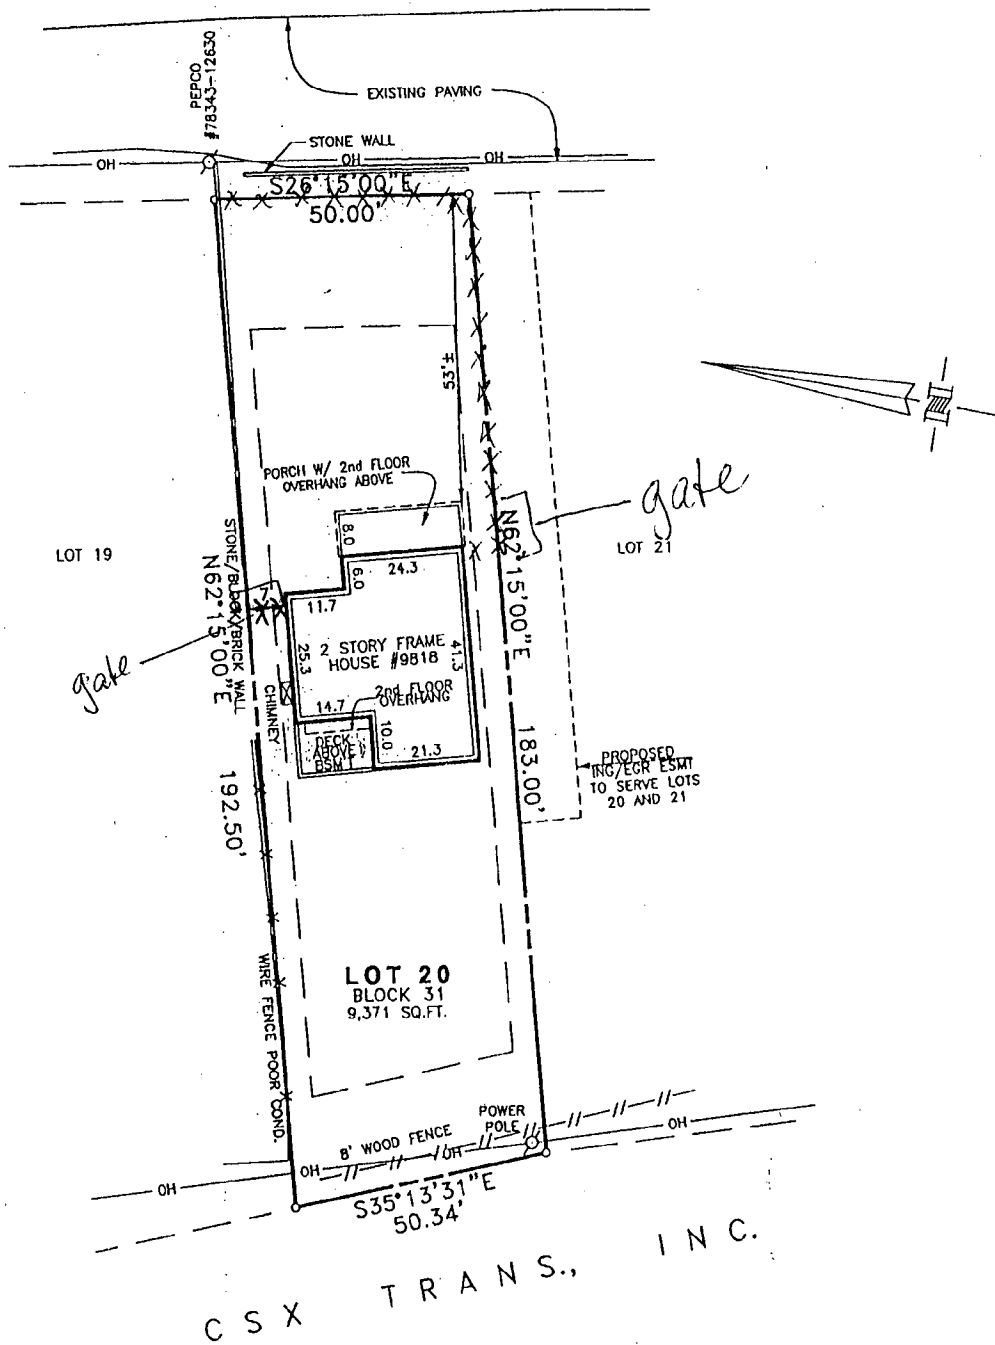 PEPCO
#78343-12630
EXISTING PAVING
STONE WALL
OH
OH
OH
S26°15'00"E
50.00'
53'±
PORCH W/ 2nd FLOOR
OVERHANG ABOVE
gate
LOT 19
LOT 21
STONE/BLOCK/BRICK WALL
N62°15'00"E
192.50'
N62°15'00"E
183.00'
8.0
24.3
6.0
7'
11.7
gate
2 STORY FRAME
HOUSE #9818
25.3
41.3
CHIMNEY
2nd FLOOR
OVERHANG
14.7
10.0
21.3
DECK
ABOVE
BSMT
PROPOSED
ING/EGR ESMT
TO SERVE LOTS
20 AND 21
LOT 20
BLOCK 31
9,371 SQ.FT.
WIRE FENCE POOR COND.
POWER
POLE
8' WOOD FENCE
OH
OH
OH
OH
S35°13'31"E
50.34'
CSX TRANS., INC.